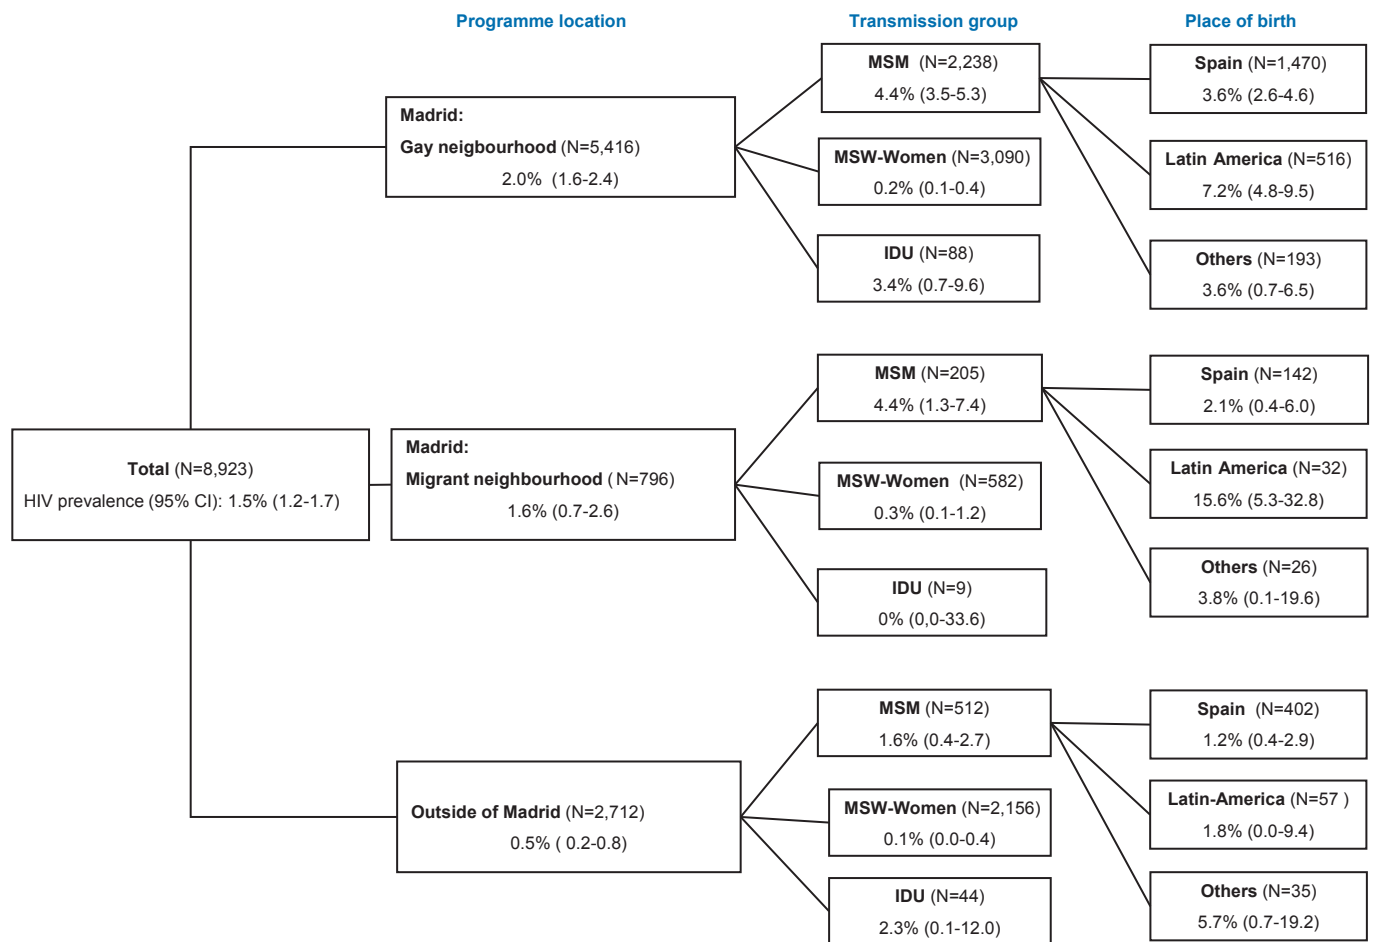 Programme location
Transmission group
Place of birth
Total (N=8,923)
HIV prevalence (95% CI): 1.5% (1.2-1.7)
Madrid:
Gay neigbourhood (N=5,416)
2.0%  (1.6-2.4)
MSM  (N=2,238)
4.4% (3.5-5.3)
Spain (N=1,470)
3.6% (2.6-4.6)
Latin America (N=516)
7.2% (4.8-9.5)
Others (N=193)
3.6% (0.7-6.5)
MSW-Women (N=3,090)
0.2% (0.1-0.4)
IDU (N=88)
3.4% (0.7-9.6)
Madrid:
Migrant neighbourhood ( N=796)
1.6% (0.7-2.6)
MSM (N=205)
4.4% (1.3-7.4)
Spain (N=142)
2.1% (0.4-6.0)
Latin America (N=32)
15.6% (5.3-32.8)
Others (N=26)
3.8% (0.1-19.6)
MSW-Women  (N=582)
0.3% (0.1-1.2)
IDU (N=9)
0% (0,0-33.6)
Outside of Madrid (N=2,712)
0.5% ( 0.2-0.8)
MSM (N=512)
1.6% (0.4-2.7)
Spain  (N=402)
1.2% (0.4-2.9)
Latin-America (N=57 )
1.8% (0.0-9.4)
Others (N=35)
5.7% (0.7-19.2)
MSW-Women (N=2,156)
0.1% (0.0-0.4)
IDU (N=44)
2.3% (0.1-12.0)